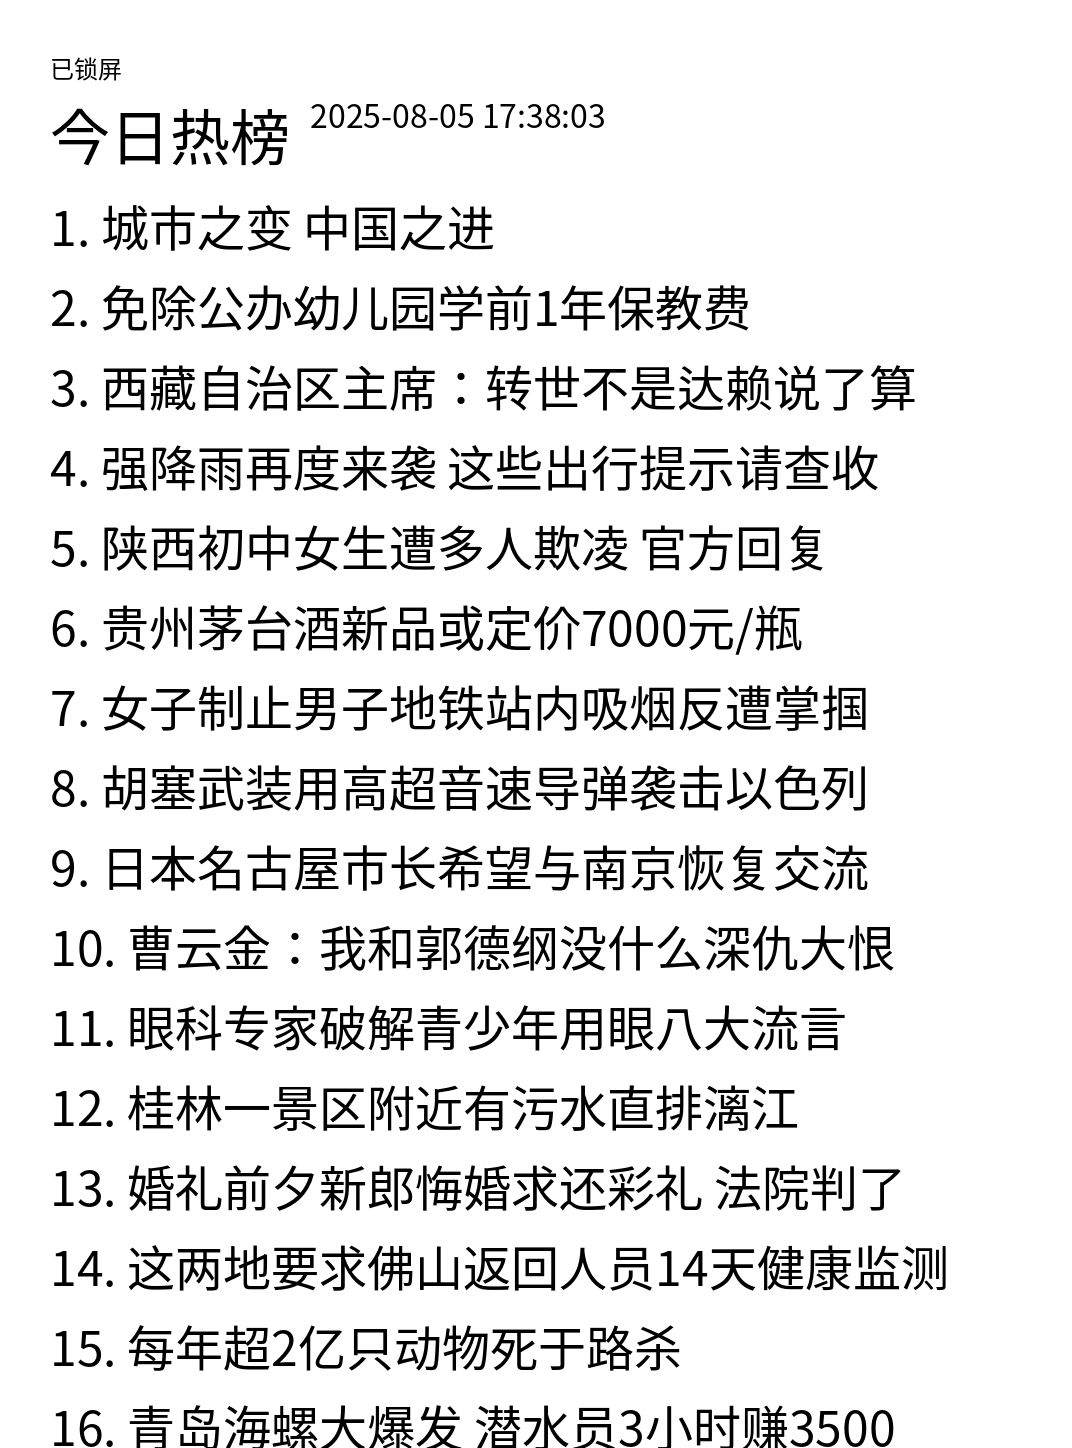 已锁屏
今日热榜 2025-08-05 17:38:03
1. 城市之变 中国之进
2. 免除公办幼儿园学前1年保教费
3. 西藏自治区主席：转世不是达赖说了算
4. 强降雨再度来袭 这些出行提示请查收
5. 陕西初中女生遭多人欺凌 官方回复
6. 贵州茅台酒新品或定价7000元/瓶
7. 女子制止男子地铁站内吸烟反遭掌掴
8. 胡塞武装用高超音速导弹袭击以色列
9. 日本名古屋市长希望与南京恢复交流
10. 曹云金：我和郭德纲没什么深仇大恨
11. 眼科专家破解青少年用眼八大流言
12. 桂林一景区附近有污水直排漓江
13. 婚礼前夕新郎悔婚求还彩礼 法院判了
14. 这两地要求佛山返回人员14天健康监测
15. 每年超2亿只动物死于路杀
16. 青岛海螺大爆发 潜水员3小时赚3500